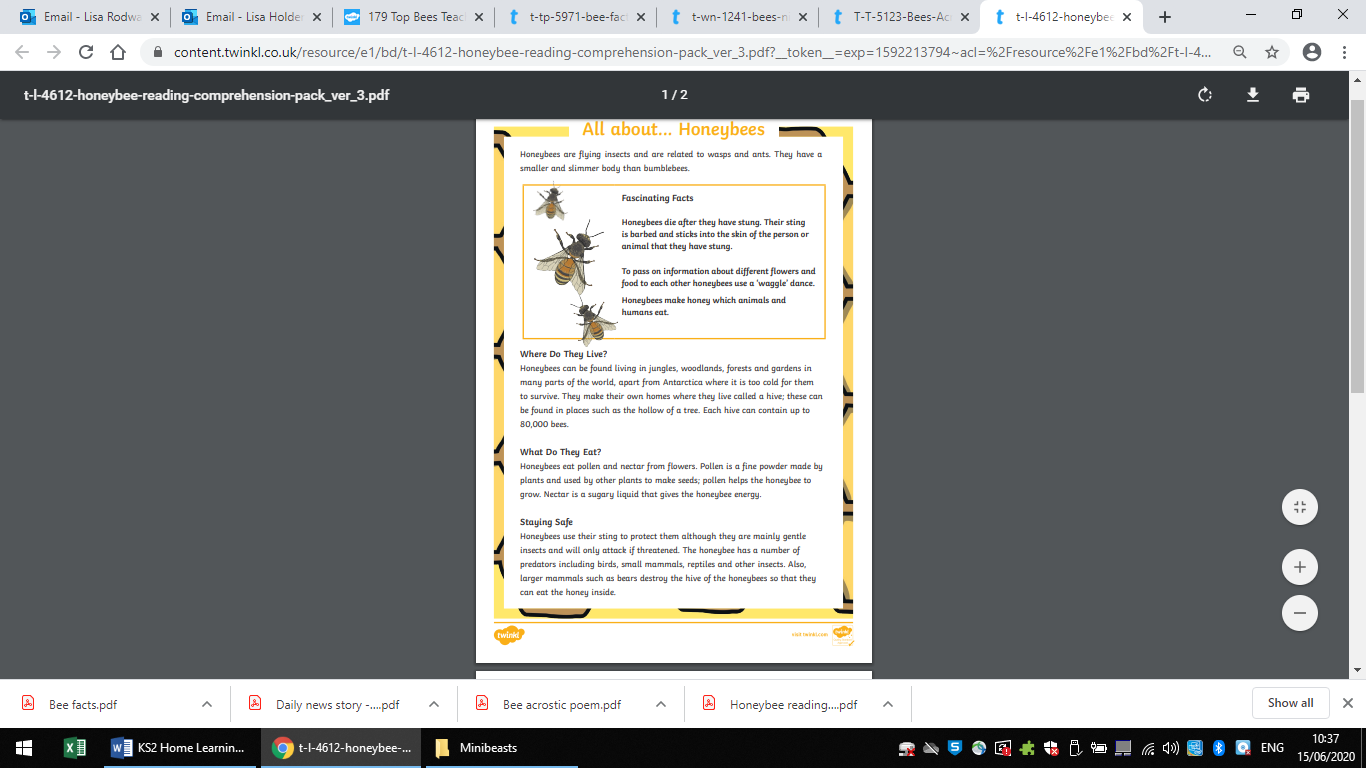 Email - Lisa Rodwa
Email - Lisa Holder
179 Top Bees Teac
t-tp-5971-bee-fac
t-wn-1241-bees-n
T-T-5123-Bees-Acr
t-l-4612-honeybee
content.twinkl.co.uk/resource/e1/bd/t-l-4612-honeybee-reading-comprehension-pack_ver_3.pdf?__token__=exp=1592213794~acl=%2Fresource%2Fe1%2Fbd%2Ft-l-4...
t-l-4612-honeybee-reading-comprehension-pack_ver_3.pdf
1 / 2
All about... Honeybees
Honeybees are flying insects and are related to wasps and ants. They have a
smaller and slimmer body than bumblebees.
Fascinating Facts
Honeybees die after they have stung. Their sting
is barbed and sticks into the skin of the person or
animal that they have stung.
To pass on information about different flowers and
food to each other honeybees use a 'waggle' dance.
Honeybees make honey which animals and
humans eat.
Where Do They Live?
Honeybees can be found living in jungles, woodlands, forests and gardens in
many parts of the world, apart from Antarctica where it is too cold for them
to survive. They make their own homes where they live called a hive; these can
be found in places such as the hollow of a tree. Each hive can contain up to
80,000 bees.
What Do They Eat?
Honeybees eat pollen and nectar from flowers. Pollen is a fine powder made by
plants and used by other plants to make seeds; pollen helps the honeybee to
grow. Nectar is a sugary liquid that gives the honeybee energy.
Staying Safe
Honeybees use their sting to protect them although they are mainly gentle
insects and will only attack if threatened. The honeybee has a number of
predators including birds, small mammals, reptiles and other insects. Also,
larger mammals such as bears destroy the hive of the honeybees so that they
can eat the honey inside.
twinkl
visit twinkl.com
twinkl
Bee facts.pdf
Daily news story -....pdf
Bee acrostic poem.pdf
Honeybee reading....pdf
Show all
KS2 Home Learnin...
t-l-4612-honeybee-...
Minibeasts
ENG
10:37
15/06/2020